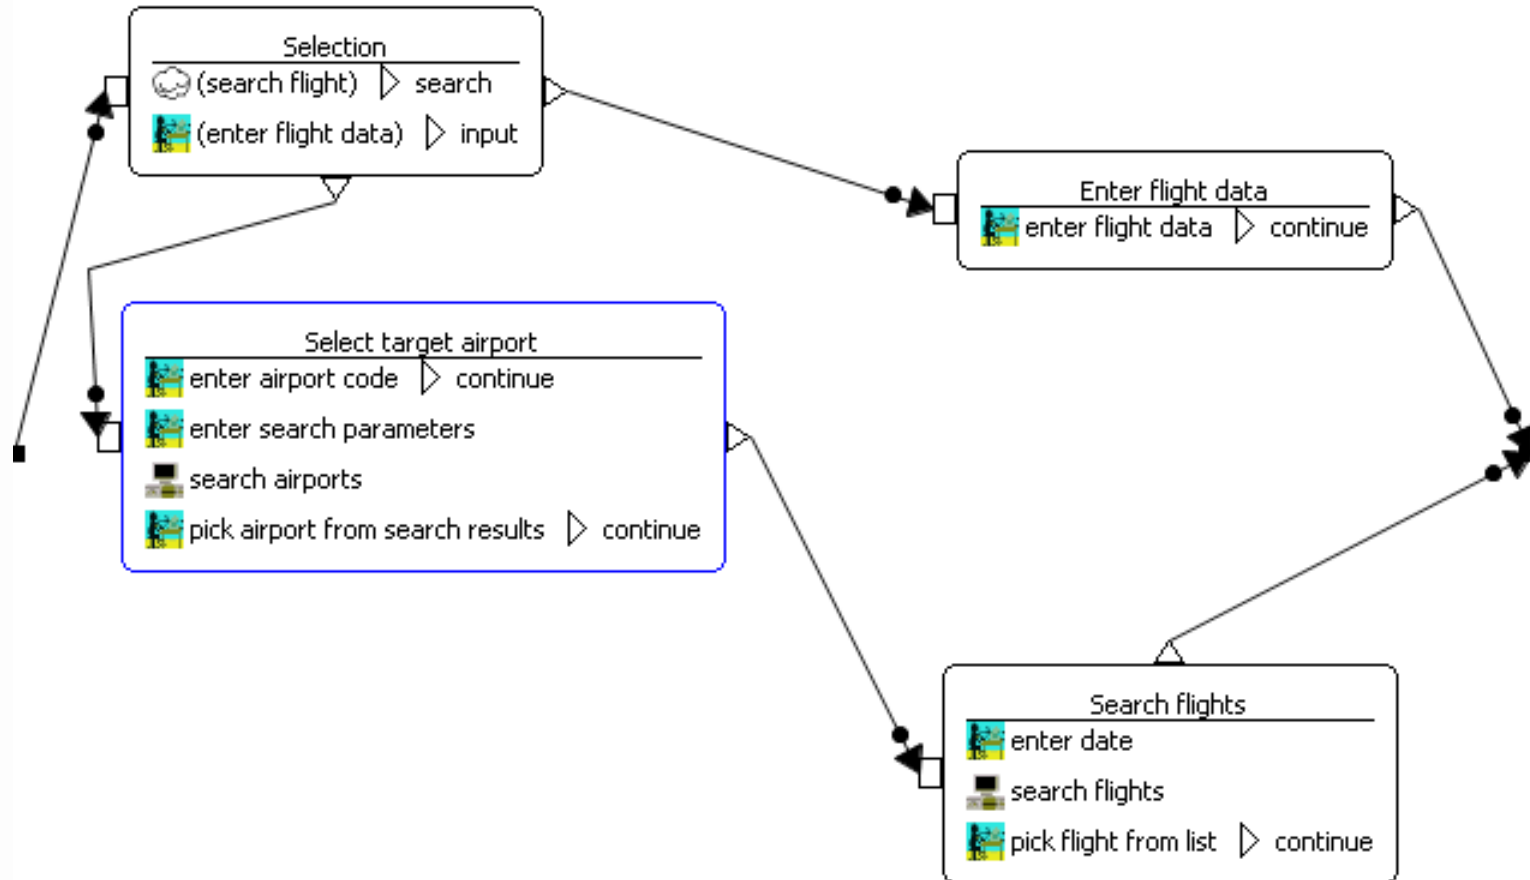 Selection
(search flight) search
(enter flight data) input
Enter flight data
enter flight data continue
Select target airport
enter airport code continue
enter search parameters
search airports
pick airport from search results continue
Search flights
enter date
search flights
pick flight from list continue